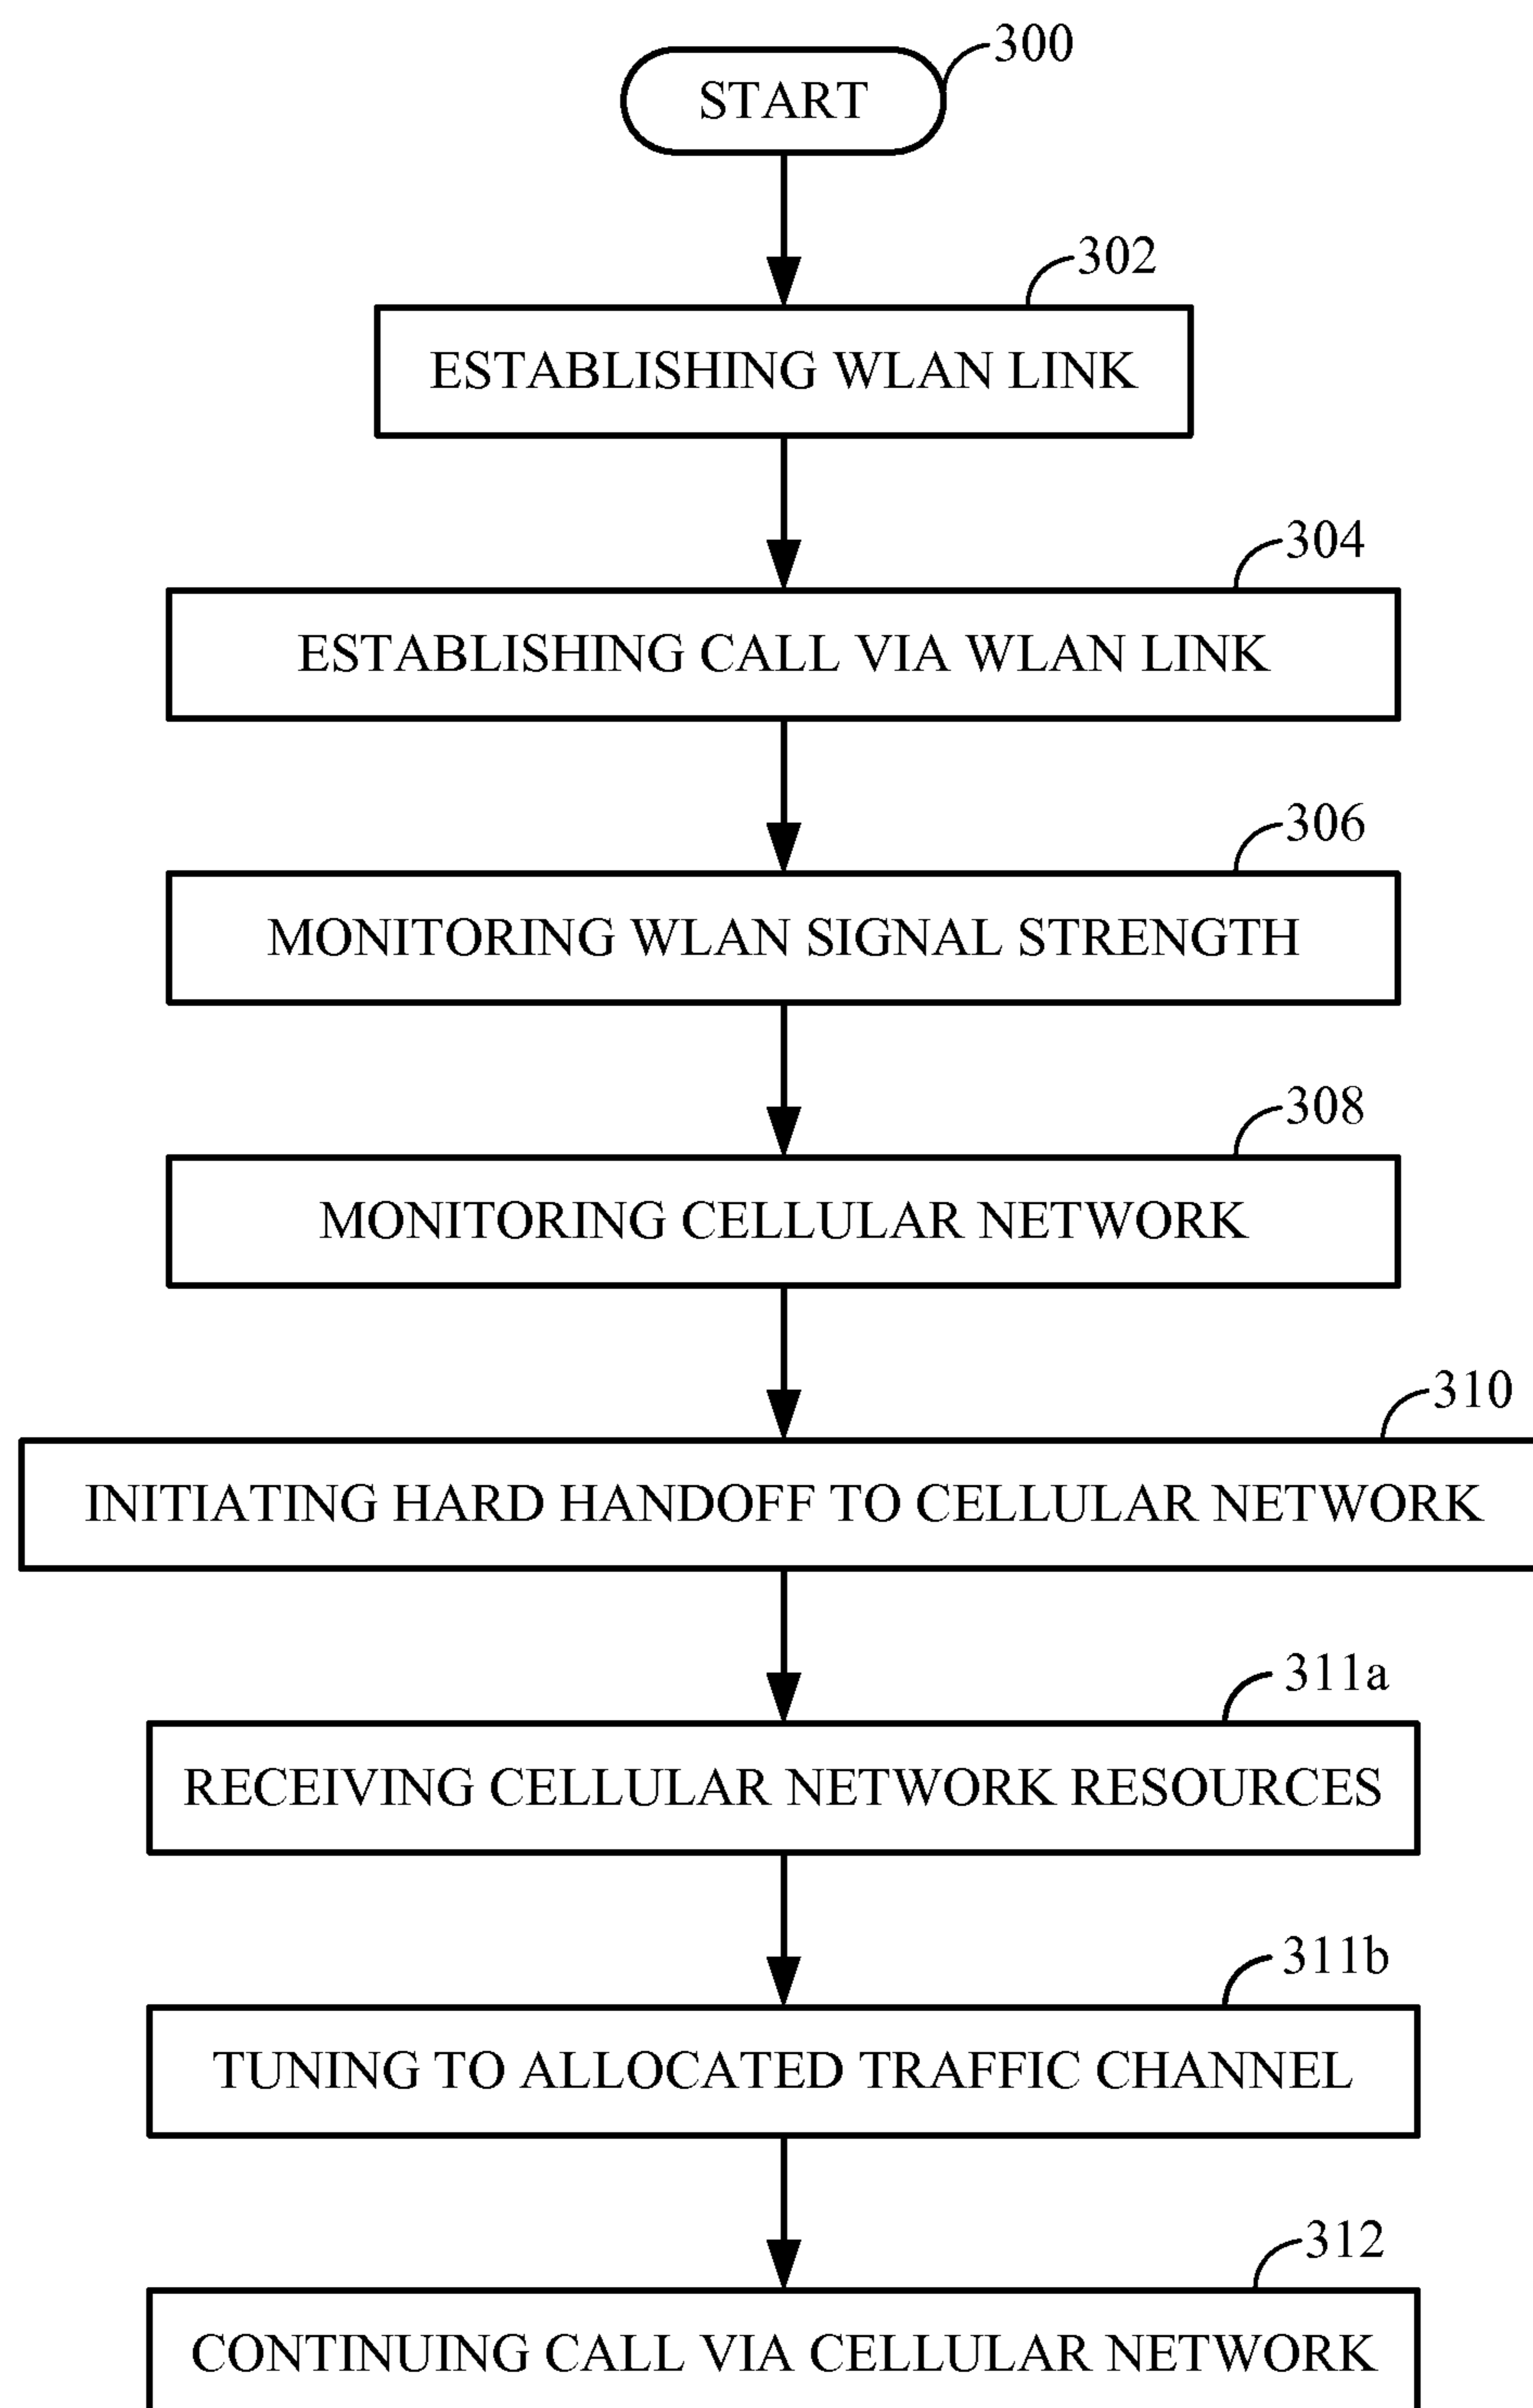 300
START
302
ESTABLISHING WLAN LINK
304
ESTABLISHING CALL VIA WLAN LINK
306
MONITORING WLAN SIGNAL STRENGTH
308
MONITORING CELLULAR NETWORK
310
INITIATING HARD HANDOFF TO CELLULAR NETWORK
311a
RECEIVING CELLULAR NETWORK RESOURCES
311b
TUNING TO ALLOCATED TRAFFIC CHANNEL
312
CONTINUING CALL VIA CELLULAR NETWORK